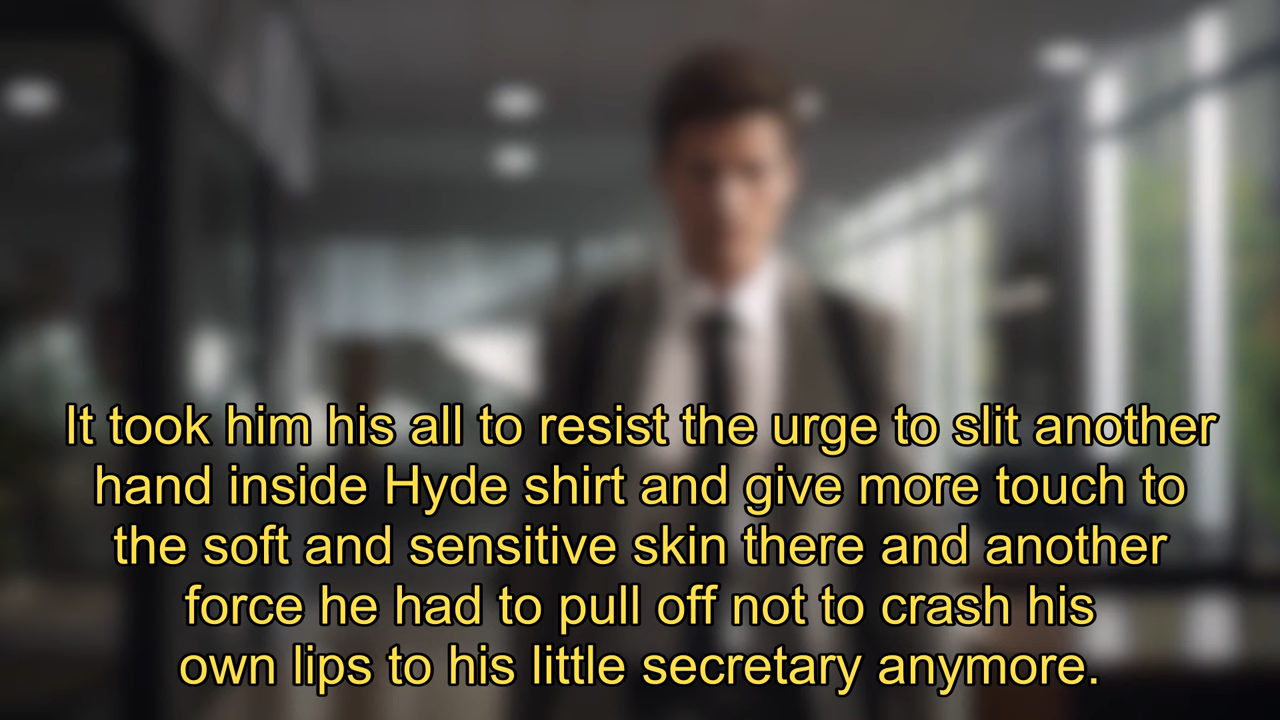 It took him his all to resist the urge to slit another
hand inside Hyde shirt and give more touch to
the soft and sensitive skin there and another
force he had to pull off not to crash his
own lips to his little secretary anymore.